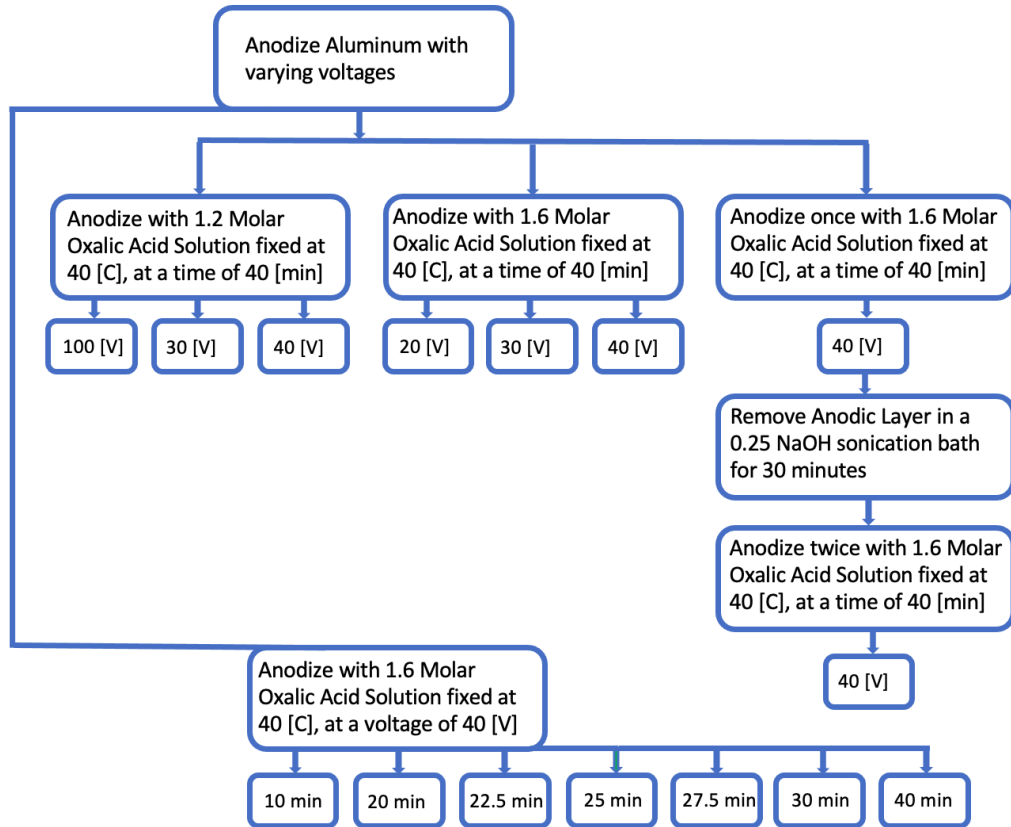 Anodize Aluminum with
varying voltages
Anodize with 1.2 Molar
Oxalic Acid Solution fixed at
40 [C], at a time of 40 [min]
100 [V]
30 [V]
40 [V]
Anodize with 1.6 Molar
Oxalic Acid Solution fixed at
40 [C], at a time of 40 [min]
20 [V]
30 [V]
40 [V]
Anodize once with 1.6 Molar
Oxalic Acid Solution fixed at
40 [C], at a time of 40 [min]
40 [V]
Remove Anodic Layer in a
0.25 NaOH sonication bath
for 30 minutes
Anodize twice with 1.6 Molar
Oxalic Acid Solution fixed at
40 [C], at a time of 40 [min]
40 [V]
Anodize with 1.6 Molar
Oxalic Acid Solution fixed at
40 [C], at a voltage of 40 [V]
10 min
20 min
22.5 min
25 min
27.5 min
30 min
40 min